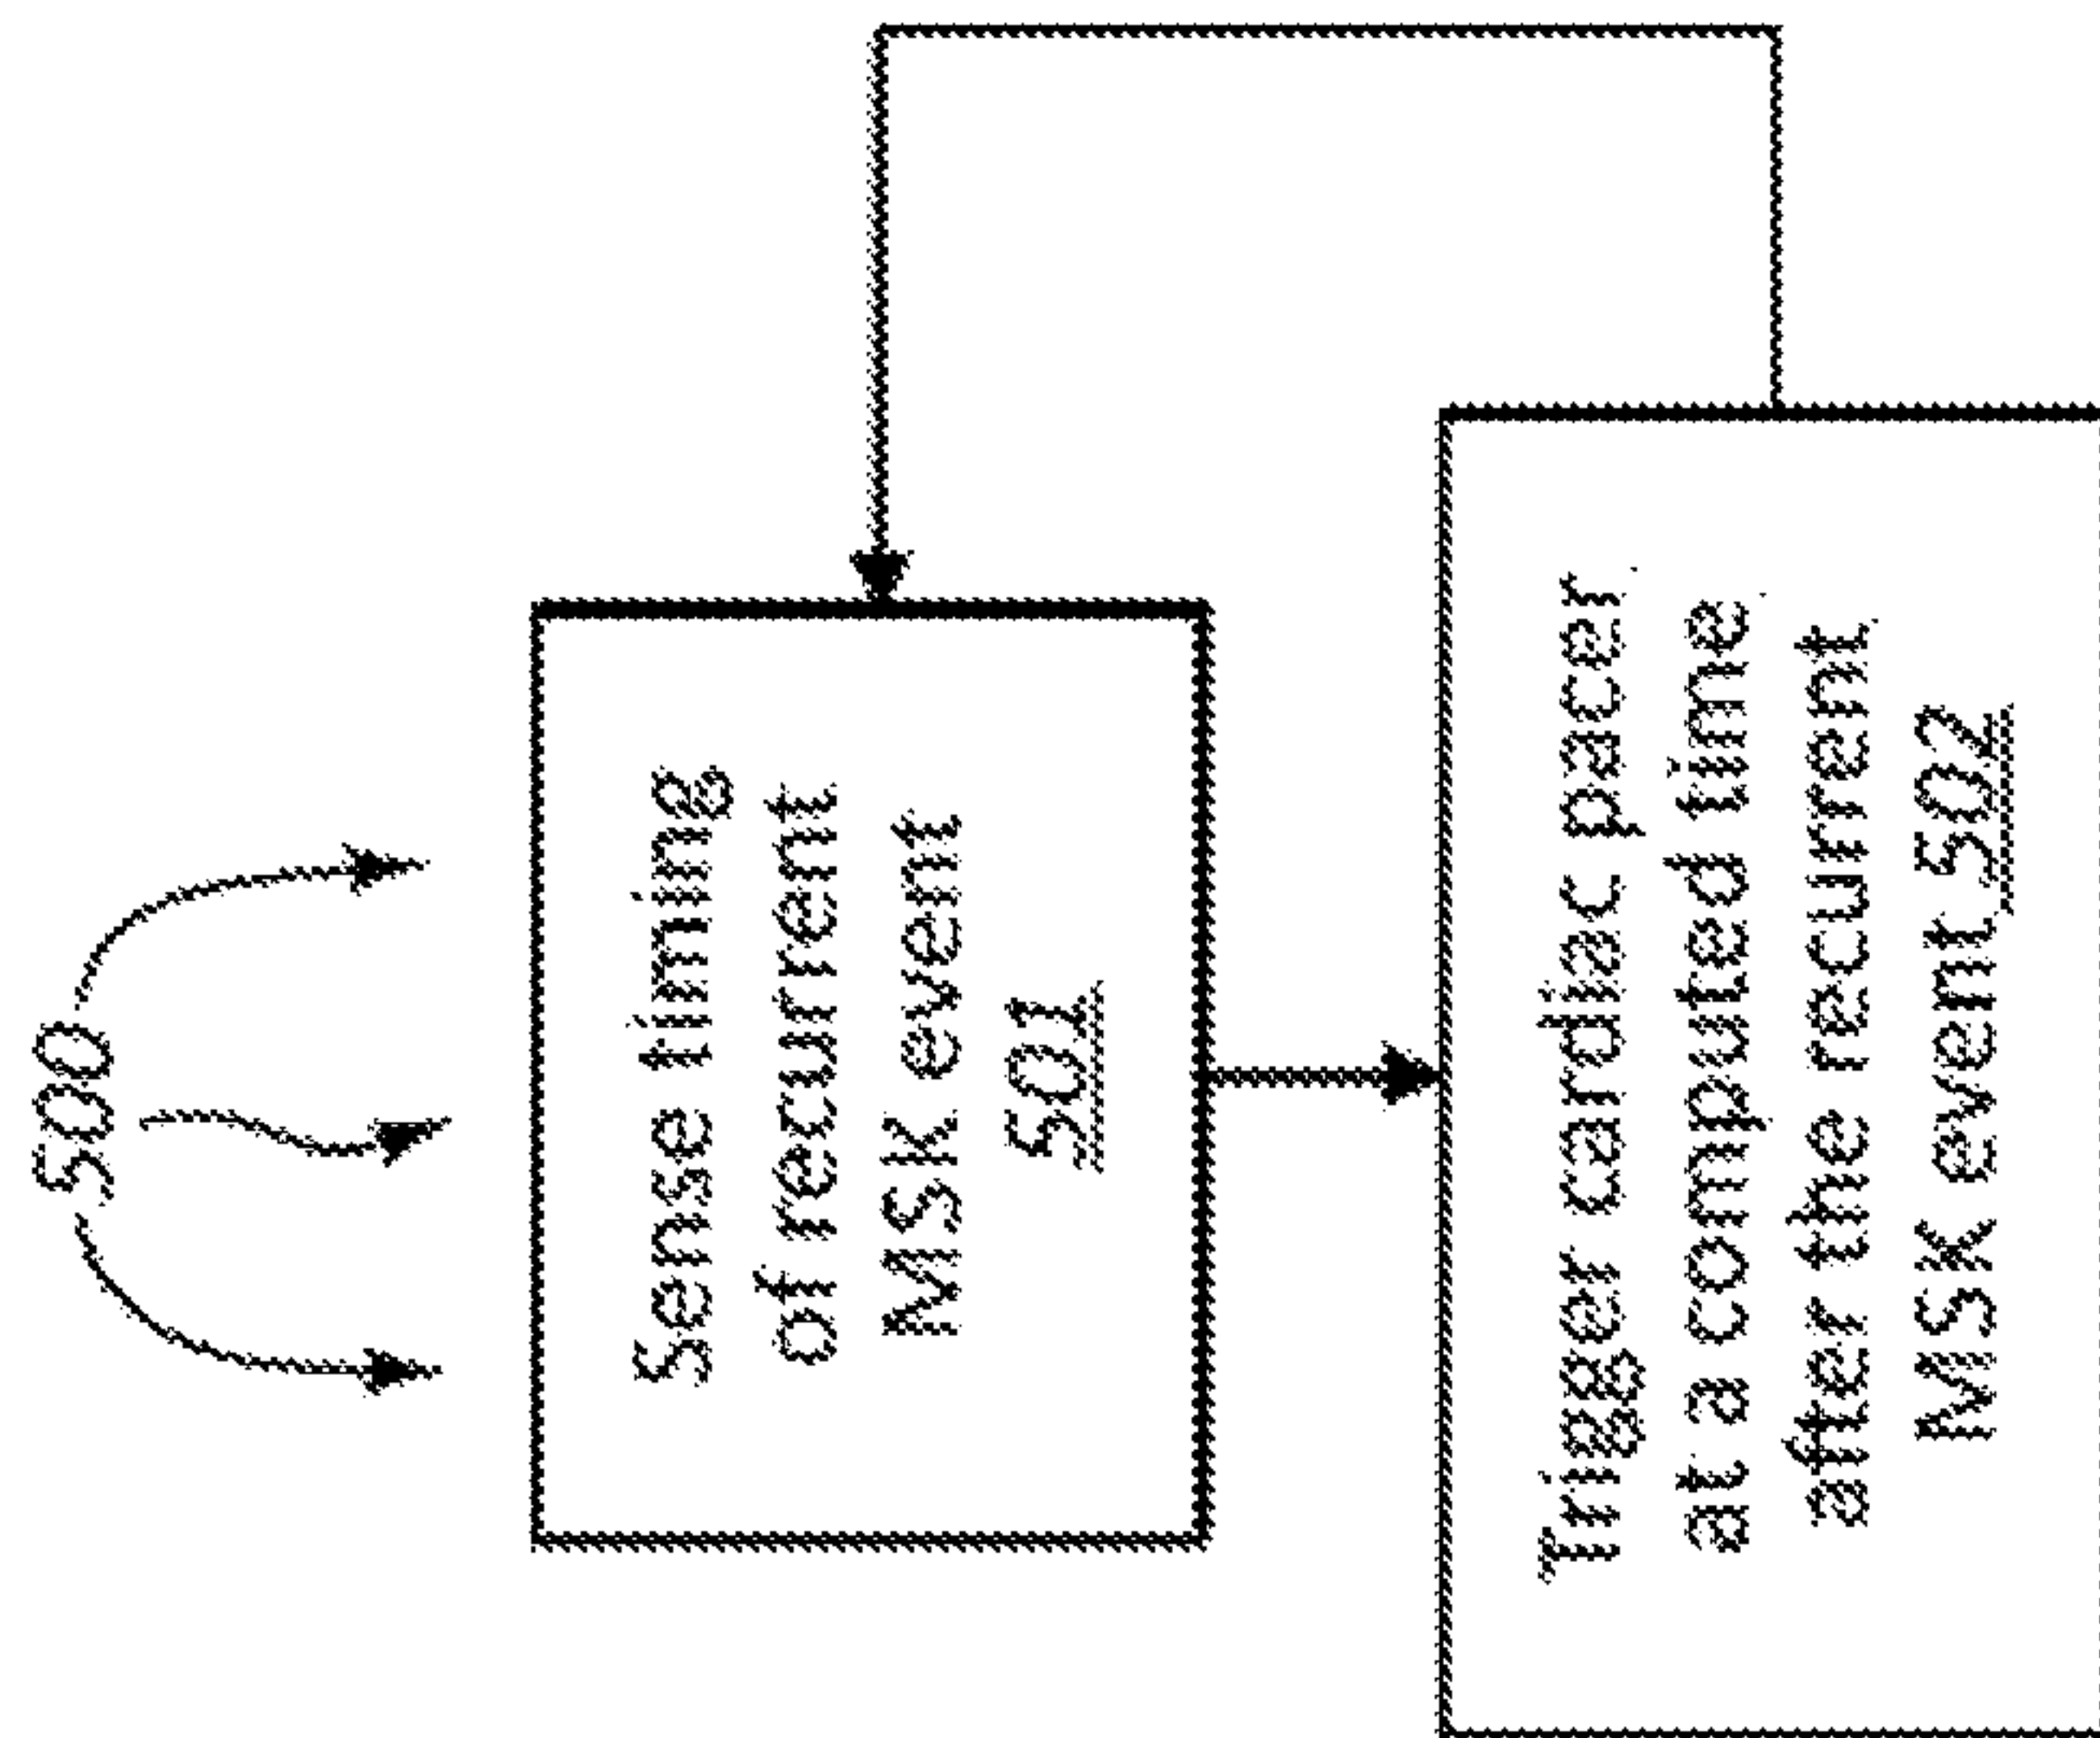 500
Sense timing
of recurrent
MSK event
501
Trigger cardiac pacer
at a computed time
after the recurrent
MSK event 502